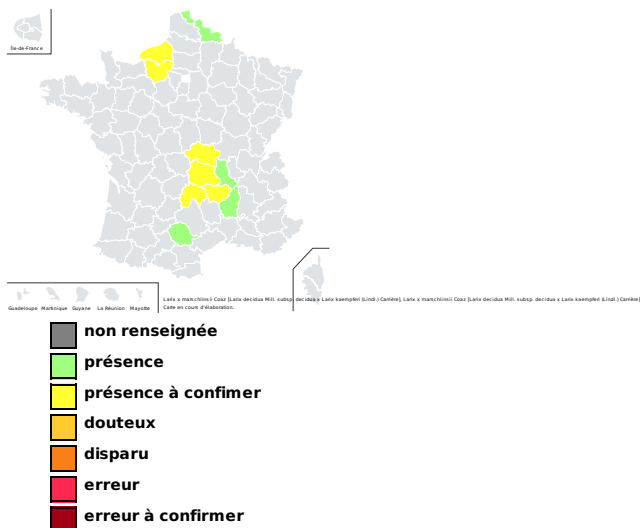 Île-de-France
Guadeloupe Martinique Guyane La Réunion Mayotte
Larix x marschlinsii Coaz [Larix decidua Mill. subsp. decidua x Larix kaempferi (Lindl.) Carrière], Larix x marschlinsii Coaz [Larix decidua Mill. subsp. decidua x Larix kaempferi (Lindl.) Carrière]
Carte en cours d'élaboration.
non renseignée
présence
présence à confimer
douteux
disparu
erreur
erreur à confirmer